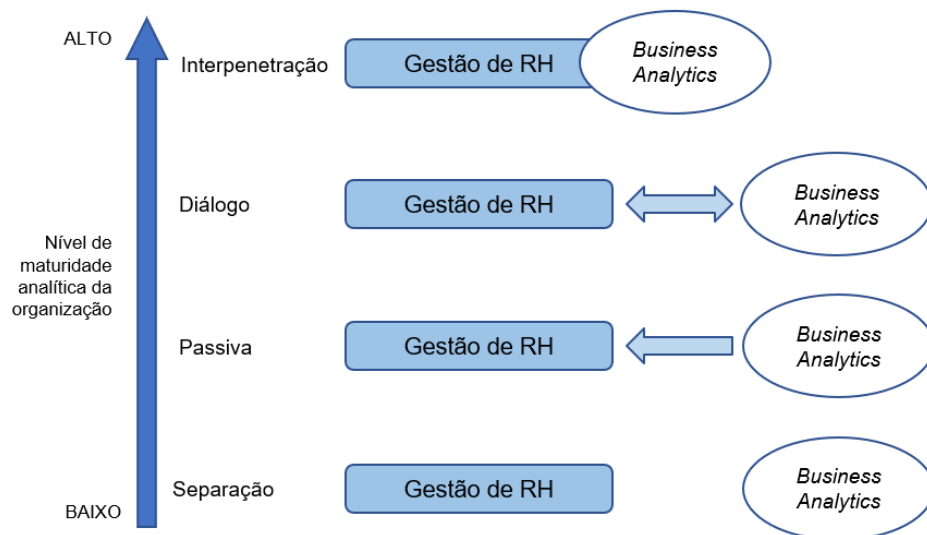 ALTO
Interpenetração
Gestão de RH
Business
Analytics
Diálogo
Gestão de RH
Business
Analytics
Nível de
maturidade
analítica da
organização
Passiva
Gestão de RH
Business
Analytics
Separação
Gestão de RH
Business
Analytics
BAIXO